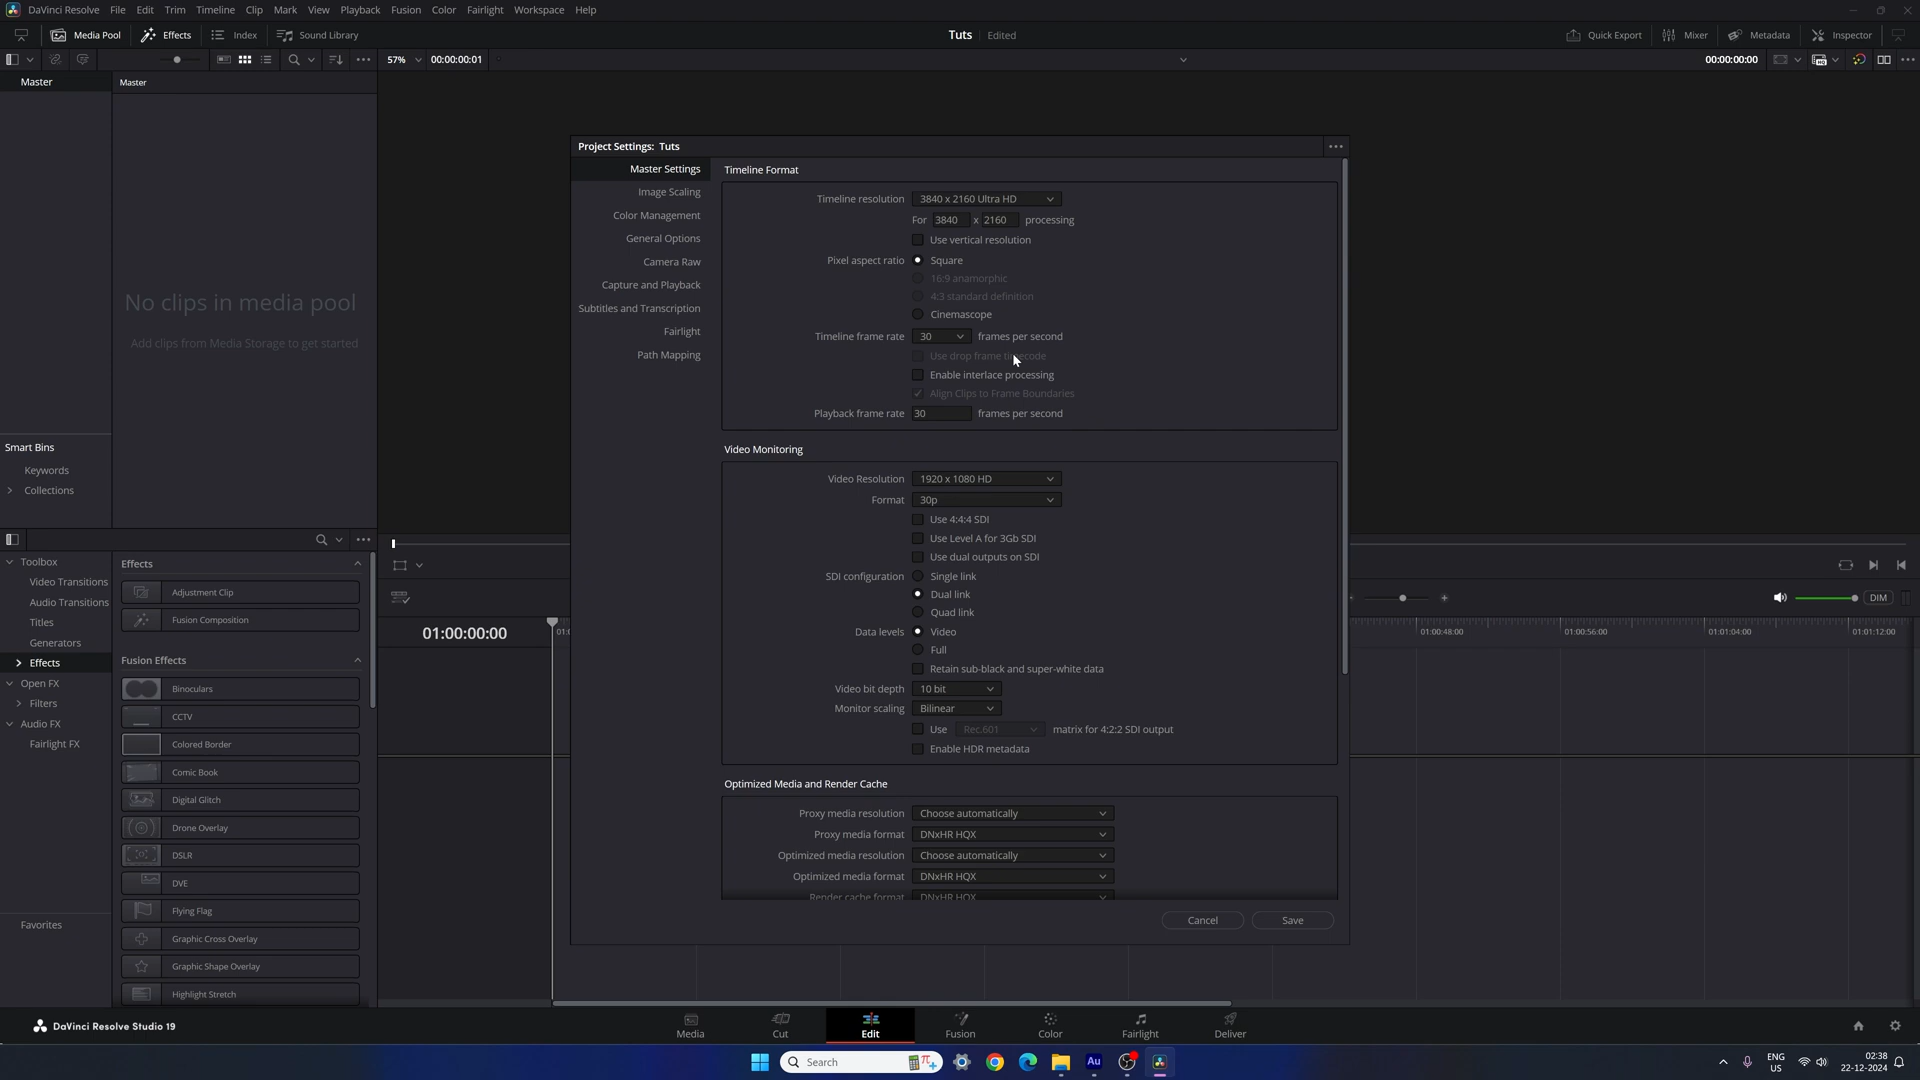 DaVinci Resolve File Edit Trim Timeline Clip Mark View Playback Fusion Color Fairlight Workspace Help
Media Pool Effects Index Sound Library Tuts Edited Quick Export Mixer Metadata Inspector
57% 00:00:00:01 00:00:00:00
Master Master
No clips in media pool
Add clips from Media Storage to get started
Smart Bins
Keywords
Collections
Project Settings: Tuts
Master Settings
Image Scaling
Color Management
General Options
Camera Raw
Capture and Playback
Subtitles and Transcription
Fairlight
Path Mapping
Timeline Format
Timeline resolution 3840 x 2160 Ultra HD
For 3840 x 2160 processing
Use vertical resolution
Pixel aspect ratio Square
16:9 anamorphic
4:3 standard definition
Cinemascope
Timeline frame rate 30 frames per second
Use drop frame timecode
Enable interlace processing
Align Clips to Frame Boundaries
Playback frame rate 30 frames per second
Video Monitoring
Video Resolution 1920 x 1080 HD
Format 30p
Use 4:4:4 SDI
Use Level A for 3Gb SDI
Use dual outputs on SDI
SDI configuration Single link
Dual link
Quad link
Data levels Video
Full
Retain sub-black and super-white data
Video bit depth 10 bit
Monitor scaling Bilinear
Use Rec.601 matrix for 4:2:2 SDI output
Enable HDR metadata
Optimized Media and Render Cache
Proxy media resolution Choose automatically
Proxy media format DNxHR HQX
Optimized media resolution Choose automatically
Optimized media format DNxHR HQX
Render cache format DNxHR HQX
Cancel Save
Toolbox
Video Transitions
Audio Transitions
Titles
Generators
Effects
Open FX
Filters
Audio FX
Fairlight FX
Favorites
Effects
Adjustment Clip
Fusion Composition
Fusion Effects
Binoculars
CCTV
Colored Border
Comic Book
Digital Glitch
Drone Overlay
DSLR
DVE
Flying Flag
Graphic Cross Overlay
Graphic Shape Overlay
Highlight Stretch
DIM
01:00:00:00 01:00:48:00 01:00:56:00 01:01:04:00 01:01:12:00
DaVinci Resolve Studio 19
Media Cut Edit Fusion Color Fairlight Deliver
Search Au
ENG
US
02:38
22-12-2024